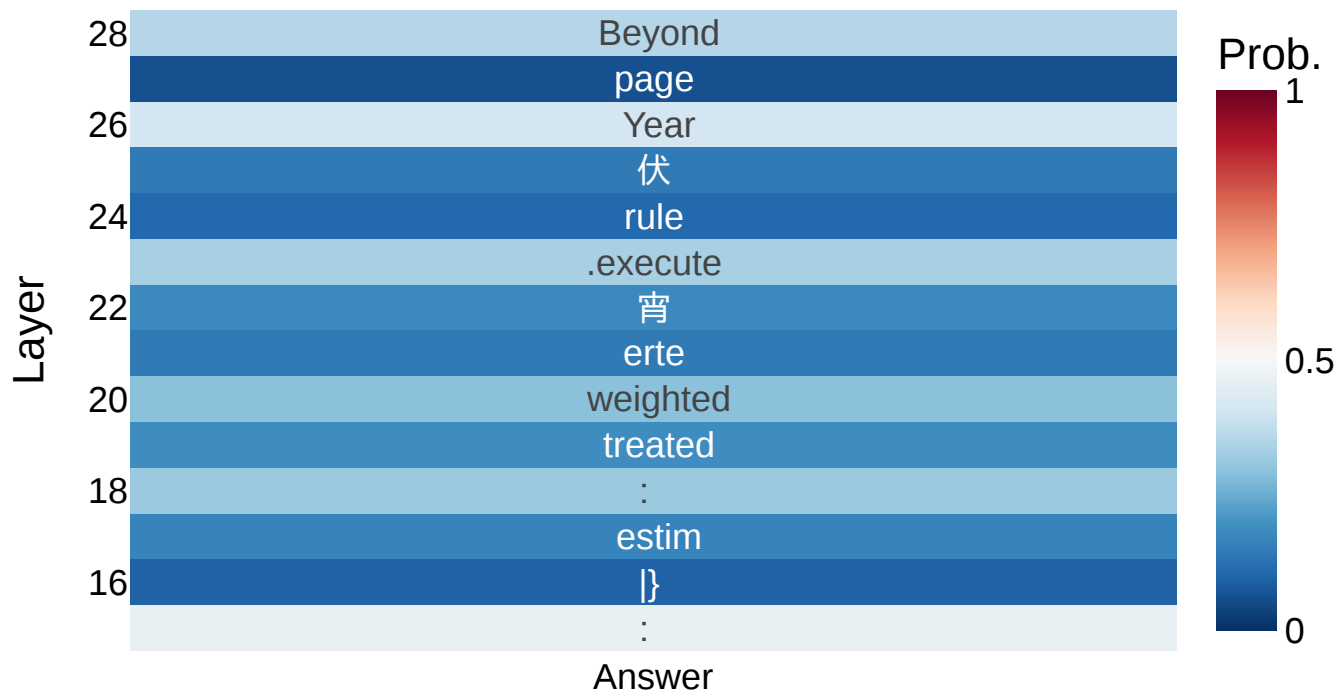 28
Beyond
Prob.
page
1
26
Year
伏
24
rule
.execute
22
宵
erte
0.5
20
weighted
treated
18
:
estim
16
|}
0
:
Layer
Answer